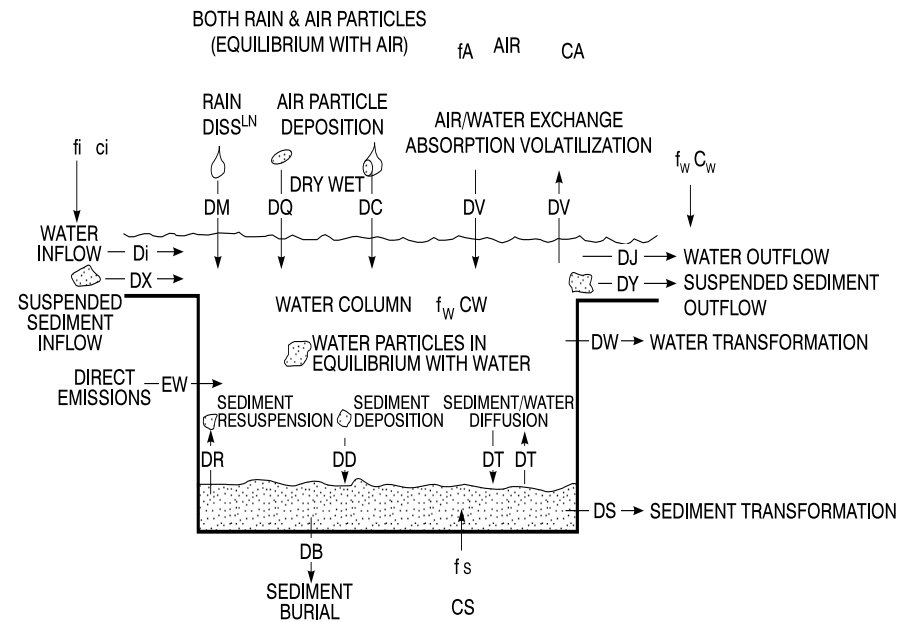 BOTH RAIN & AIR PARTICLES
(EQUILIBRIUM WITH AIR)
fA AIR CA
RAIN
DISSLN
AIR PARTICLE
DEPOSITION
AIR/WATER EXCHANGE
ABSORPTION VOLATILIZATION
fi ci
DRY WET
fW CW
DM DQ DC DV DV
WATER
INFLOW
Di
DX
SUSPENDED
SEDIMENT
INFLOW
DJ WATER OUTFLOW
DY SUSPENDED SEDIMENT
OUTFLOW
WATER COLUMN fW CW
WATER PARTICLES IN
EQUILIBRIUM WITH WATER
DW WATER TRANSFORMATION
DIRECT
EMISSIONS
EW
SEDIMENT
RESUSPENSION
SEDIMENT
DEPOSITION
SEDIMENT/WATER
DIFFUSION
DR DD DT DT
DS SEDIMENT TRANSFORMATION
DB
SEDIMENT
BURIAL
fs
CS